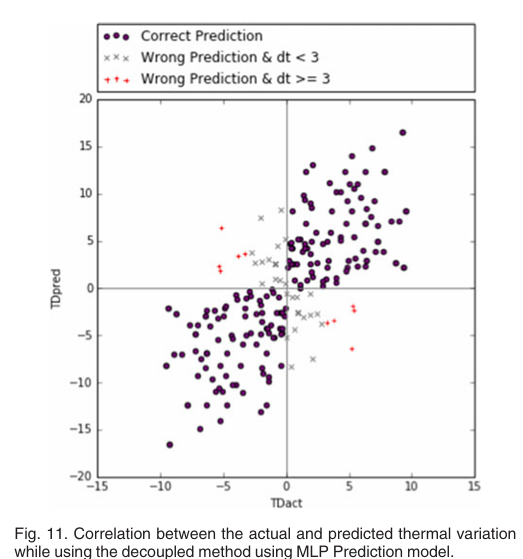 Correct Prediction
Wrong Prediction & dt < 3
Wrong Prediction & dt >= 3
20
15
10
5
0
−5
−10
−15
−20
TDpred
−15 −10 −5 0 5 10 15
TDact
Fig. 11. Correlation between the actual and predicted thermal variation
while using the decoupled method using MLP Prediction model.